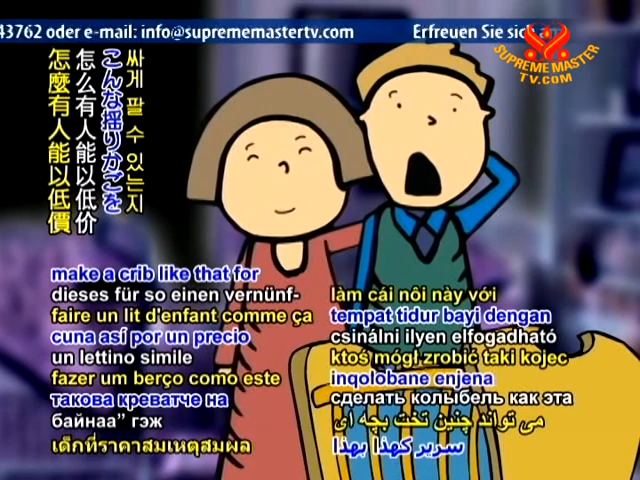 43762 oder e-mail: info@suprememastertv.com
Erfreuen Sie sich am
SUPREME MASTER
TV.COM
싸게 팔 수 있는지
こんな揺りかごを
怎么有人能以低价
怎麼有人能以低價
make a crib like that for
dieses für so einen vernünf-
faire un lit d'enfant comme ça
cuna así por un precio
un lettino simile
fazer um berço como este
такова креватче на
байнаа” гэж
เด็กที่ราคาสมเหตุสมผล
làm cái nôi này với
tempat tidur bayi dengan
csinálni ilyen elfogadható
ktoś mógł zrobić taki kojec
inqolobane enjena
сделать колыбель как эта
می تواند چنین تخت بچه ای
سرير كهذا بهذا